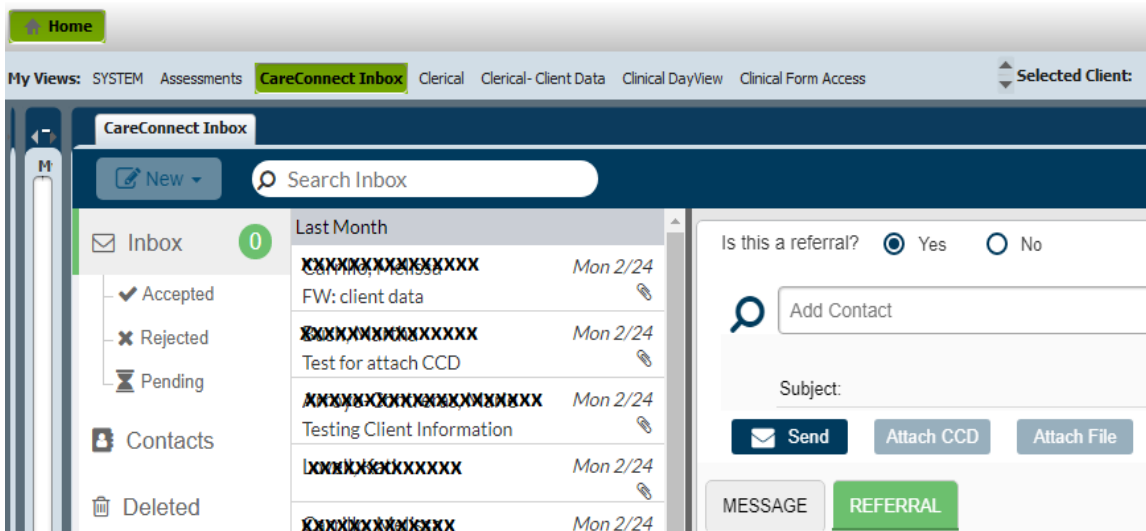 Home
My Views: SYSTEM Assessments CareConnect Inbox Clerical Clerical- Client Data Clinical DayView Clinical Form Access Selected Client:
CareConnect Inbox
M
New
Search Inbox
Inbox 0
Accepted
Rejected
Pending
Contacts
Deleted
Last Month
Mon 2/24
FW: client data
Mon 2/24
Test for attach CCD
Mon 2/24
Testing Client Information
Mon 2/24
Mon 2/24
Is this a referral? Yes No
Add Contact
Subject:
Send Attach CCD Attach File
MESSAGE REFERRAL